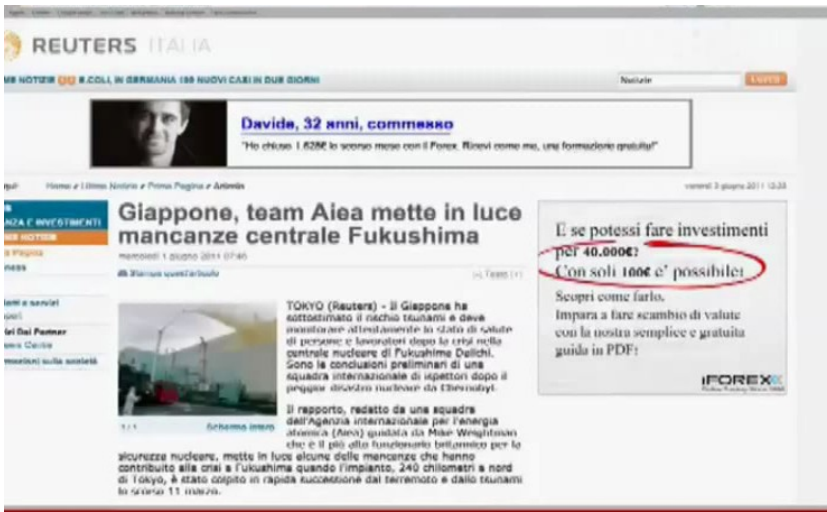 REUTERS ITALIA
NOTIZIE E.COLI, IN GERMANIA 199 NUOVI CASI IN DUE GIORNI
Notizie
Davide, 32 anni, commesso
"Ho chiuso 1.628€ lo scorso mese con il Forex. Ricevi come me, una formazione gratuita!"
Home > Ultime Notizie > Prima Pagina > Articolo
venerdì 3 giugno 2011
Giappone, team Aiea mette in luce
mancanze centrale Fukushima
mercoledì 1 giugno 2011 07:46
Stampa quest'articolo
[-] Testo [+]
TOKYO (Reuters) - Il Giappone ha
sottostimato il rischio tsunami e deve
monitorare attentamente lo stato di salute
di persone e lavoratori dopo la crisi nella
centrale nucleare di Fukushima Daiichi.
Sono le conclusioni preliminari di una
squadra internazionale di ispettori dopo il
peggior disastro nucleare da Chernobyl.
1 / 1
Schermo intero
Il rapporto, redatto da una squadra
dell'Agenzia internazionale per l'energia
atomica (Aiea) guidata da Mike Weightman
che è il più alto funzionario britannico per la
sicurezza nucleare, mette in luce alcune delle mancanze che hanno
contribuito alla crisi a Fukushima quando l'impianto, 240 chilometri a nord
di Tokyo, è stato colpito in rapida successione dal terremoto e dallo tsunami
lo scorso 11 marzo.
E se potessi fare investimenti
per 40.000€?
Con soli 100€ e' possibile!
Scopri come farlo.
Impara a fare scambio di valute
con la nostra semplice e gratuita
guida in PDF!
iFOREX